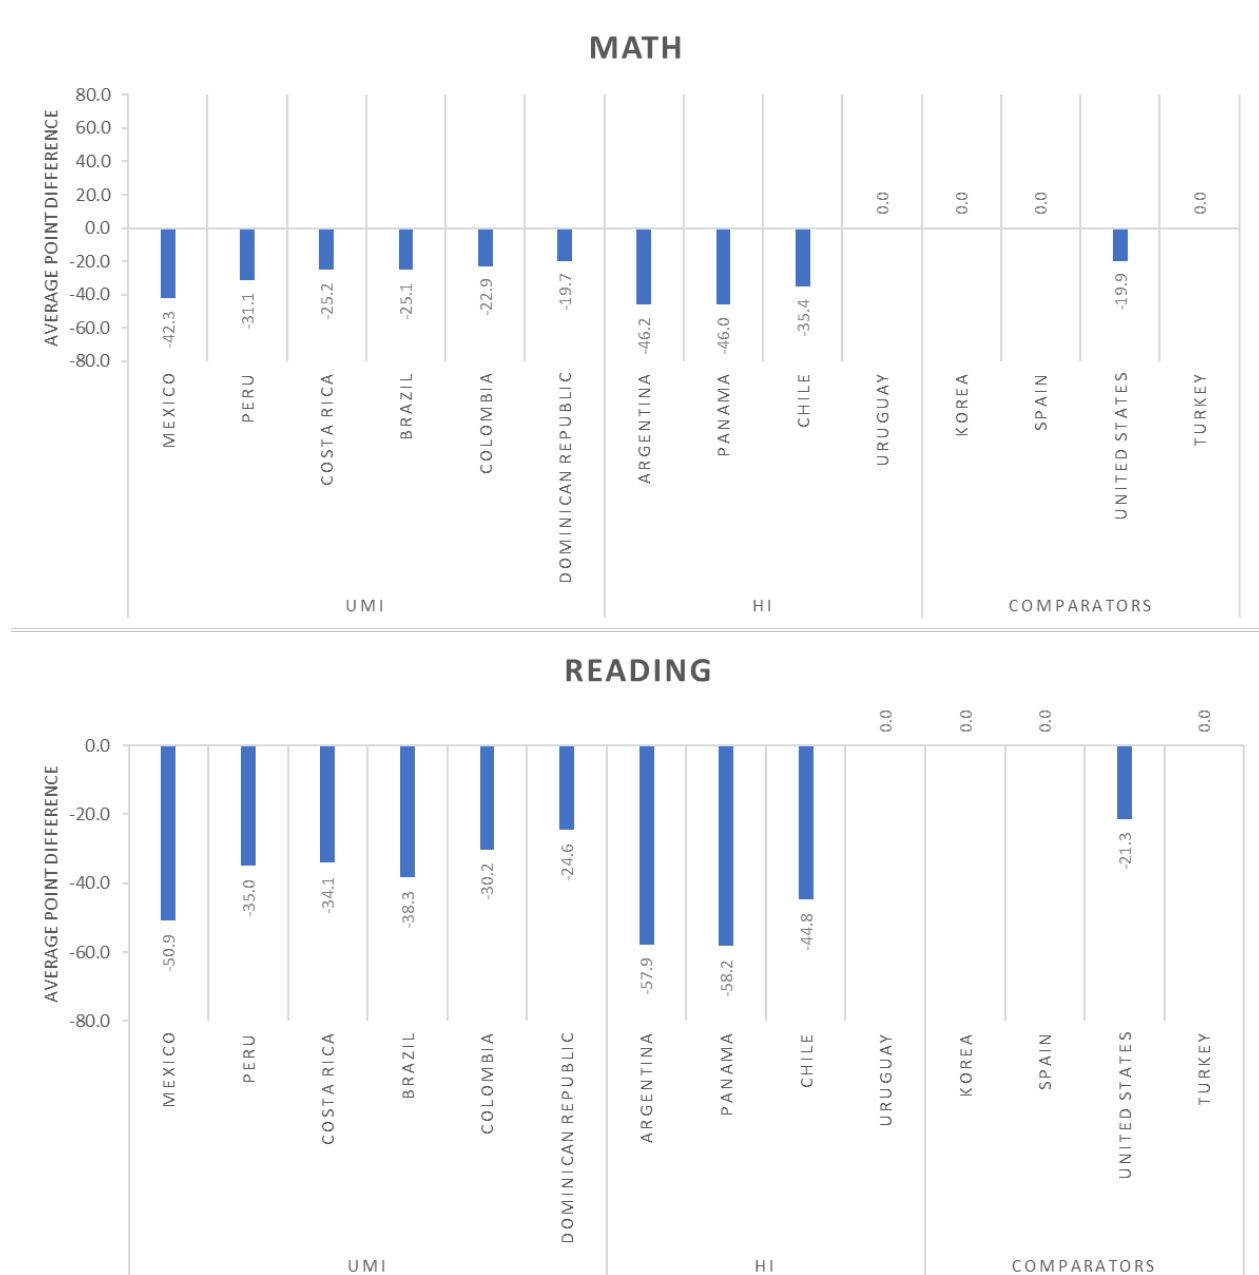 MATH
AVERAGE POINT DIFFERENCE
80.0
60.0
40.0
20.0
0.0
-20.0
-40.0
-60.0
-80.0
-42.3
-31.1
-25.2
-25.1
-22.9
-19.7
-46.2
-46.0
-35.4
0.0
0.0
0.0
-19.9
0.0
MEXICO
PERU
COSTA RICA
BRAZIL
COLOMBIA
DOMINICAN REPUBLIC
ARGENTINA
PANAMA
CHILE
URUGUAY
KOREA
SPAIN
UNITED STATES
TURKEY
UMI
HI
COMPARATORS
READING
AVERAGE POINT DIFFERENCE
0.0
-20.0
-40.0
-60.0
-80.0
-50.9
-35.0
-34.1
-38.3
-30.2
-24.6
-57.9
-58.2
-44.8
0.0
0.0
0.0
-21.3
0.0
MEXICO
PERU
COSTA RICA
BRAZIL
COLOMBIA
DOMINICAN REPUBLIC
ARGENTINA
PANAMA
CHILE
URUGUAY
KOREA
SPAIN
UNITED STATES
TURKEY
UMI
HI
COMPARATORS